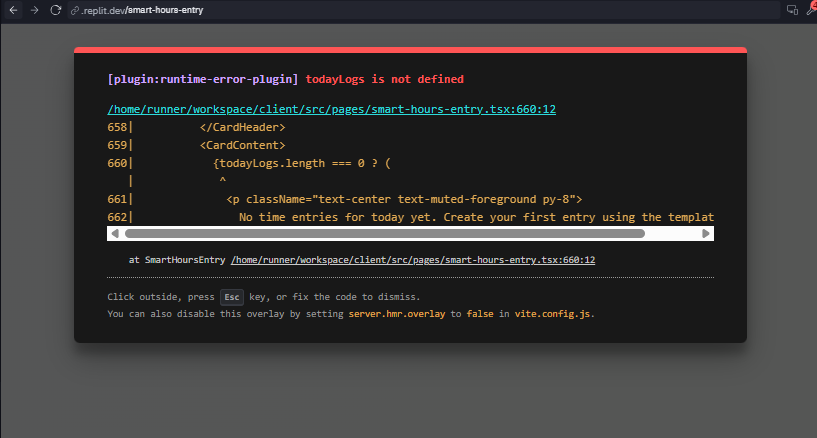 .replit.dev/smart-hours-entry
[plugin:runtime-error-plugin] todayLogs is not defined
/home/runner/workspace/client/src/pages/smart-hours-entry.tsx:660:12
658|          </CardHeader>
659|          <CardContent>
660|            {todayLogs.length === 0 ? (
   |             ^
661|              <p className="text-center text-muted-foreground py-8">
662|                No time entries for today yet. Create your first entry using the templat
at SmartHoursEntry /home/runner/workspace/client/src/pages/smart-hours-entry.tsx:660:12
Click outside, press Esc key, or fix the code to dismiss.
You can also disable this overlay by setting server.hmr.overlay to false in vite.config.js.